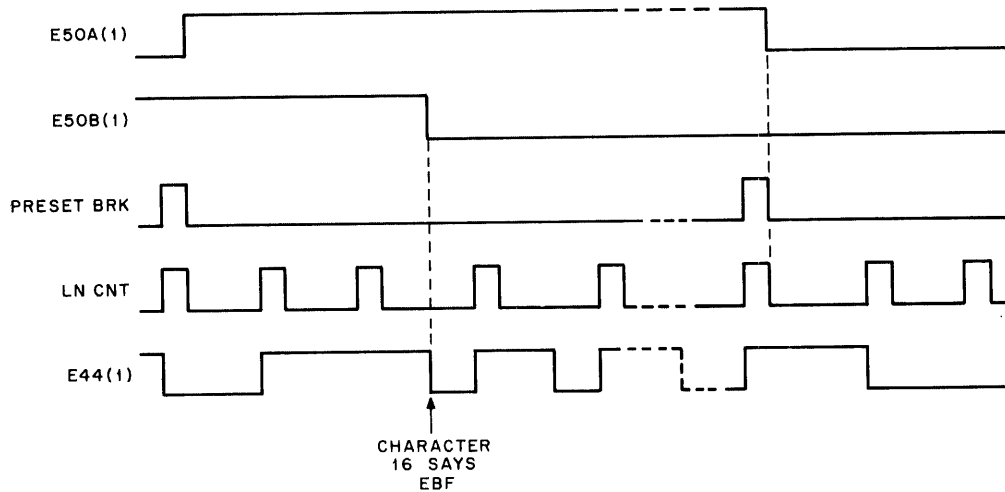 E50A(1)
E50B(1)
PRESET BRK
LN CNT
E44(1)
CHARACTER
16 SAYS
EBF